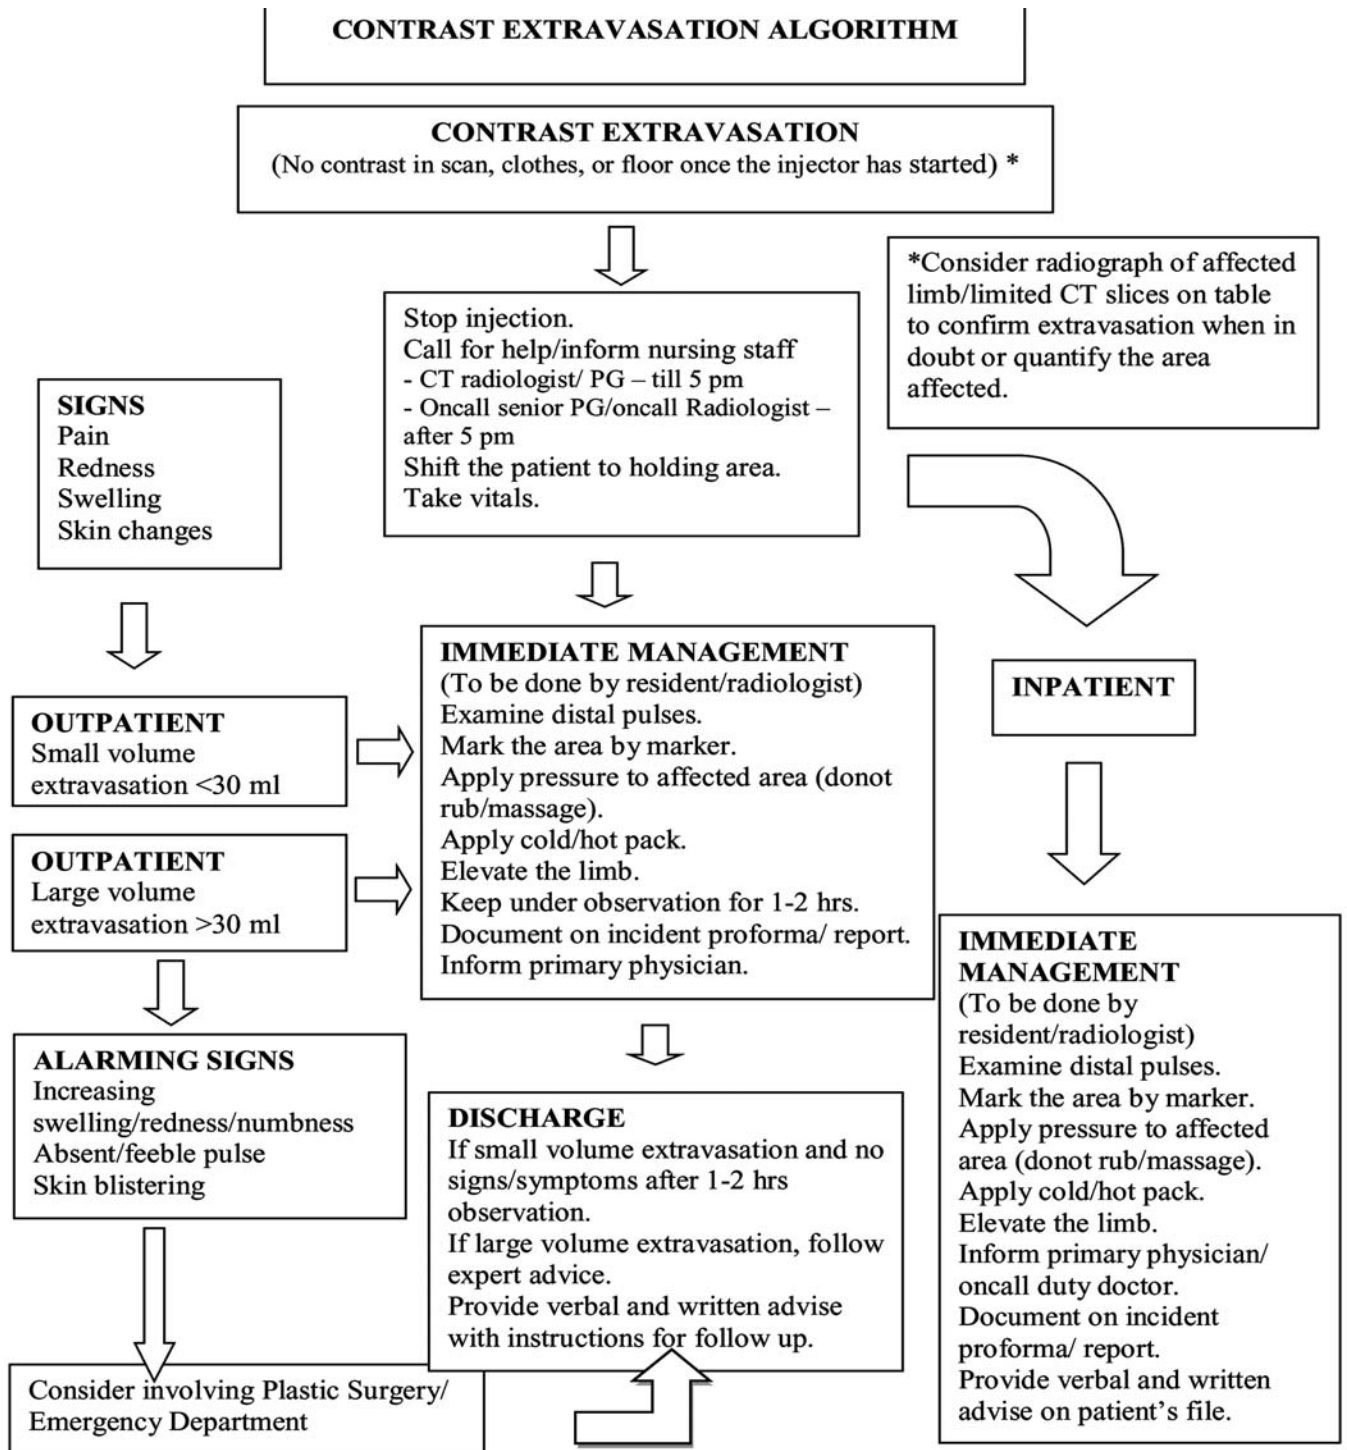 CONTRAST EXTRAVASATION ALGORITHM
CONTRAST EXTRAVASATION
(No contrast in scan, clothes, or floor once the injector has started) *
*Consider radiograph of affected
limb/limited CT slices on table
to confirm extravasation when in
doubt or quantify the area
affected.
Stop injection.
Call for help/inform nursing staff
- CT radiologist/ PG – till 5 pm
- Oncall senior PG/oncall Radiologist –
after 5 pm
Shift the patient to holding area.
Take vitals.
SIGNS
Pain
Redness
Swelling
Skin changes
OUTPATIENT
Small volume
extravasation <30 ml
OUTPATIENT
Large volume
extravasation >30 ml
IMMEDIATE MANAGEMENT
(To be done by resident/radiologist)
Examine distal pulses.
Mark the area by marker.
Apply pressure to affected area (donot
rub/massage).
Apply cold/hot pack.
Elevate the limb.
Keep under observation for 1-2 hrs.
Document on incident proforma/ report.
Inform primary physician.
INPATIENT
IMMEDIATE
MANAGEMENT
(To be done by
resident/radiologist)
Examine distal pulses.
Mark the area by marker.
Apply pressure to affected
area (donot rub/massage).
Apply cold/hot pack.
Elevate the limb.
Inform primary physician/
oncall duty doctor.
Document on incident
proforma/ report.
Provide verbal and written
advise on patient's file.
ALARMING SIGNS
Increasing
swelling/redness/numbness
Absent/feeble pulse
Skin blistering
DISCHARGE
If small volume extravasation and no
signs/symptoms after 1-2 hrs
observation.
If large volume extravasation, follow
expert advice.
Provide verbal and written advise
with instructions for follow up.
Consider involving Plastic Surgery/
Emergency Department